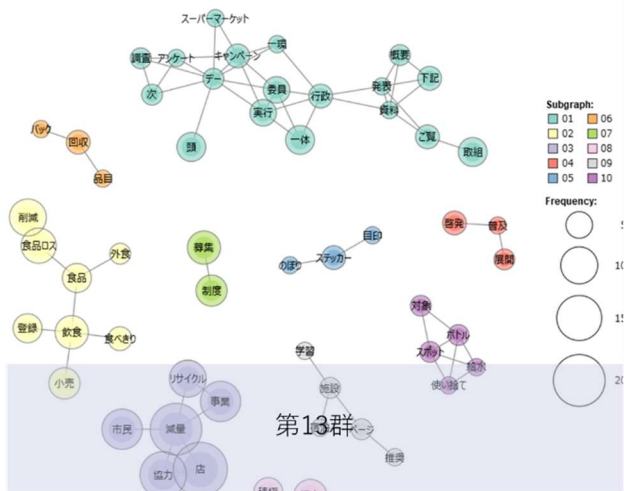 スーパーマーケット
一環
調査 アンケート キャンペーン
概要
デー
下記
次
委員
行政
発表
実行
資料
頭
一体
ご覧
取組
パック
回収
品目
Subgraph:
01 06
02 07
03 08
04 09
05 10
Frequency:
5
10
15
20
削減
食品ロス
外食
食品
登録
飲食
食べきり
小売
募集
制度
目印
のぼり
ステッカー
啓発
普及
展開
対象
ボトル
スポット
給水
使い捨て
学習
施設
ページ
推奨
リサイクル
事業
市民
減量
協力
店
第13群